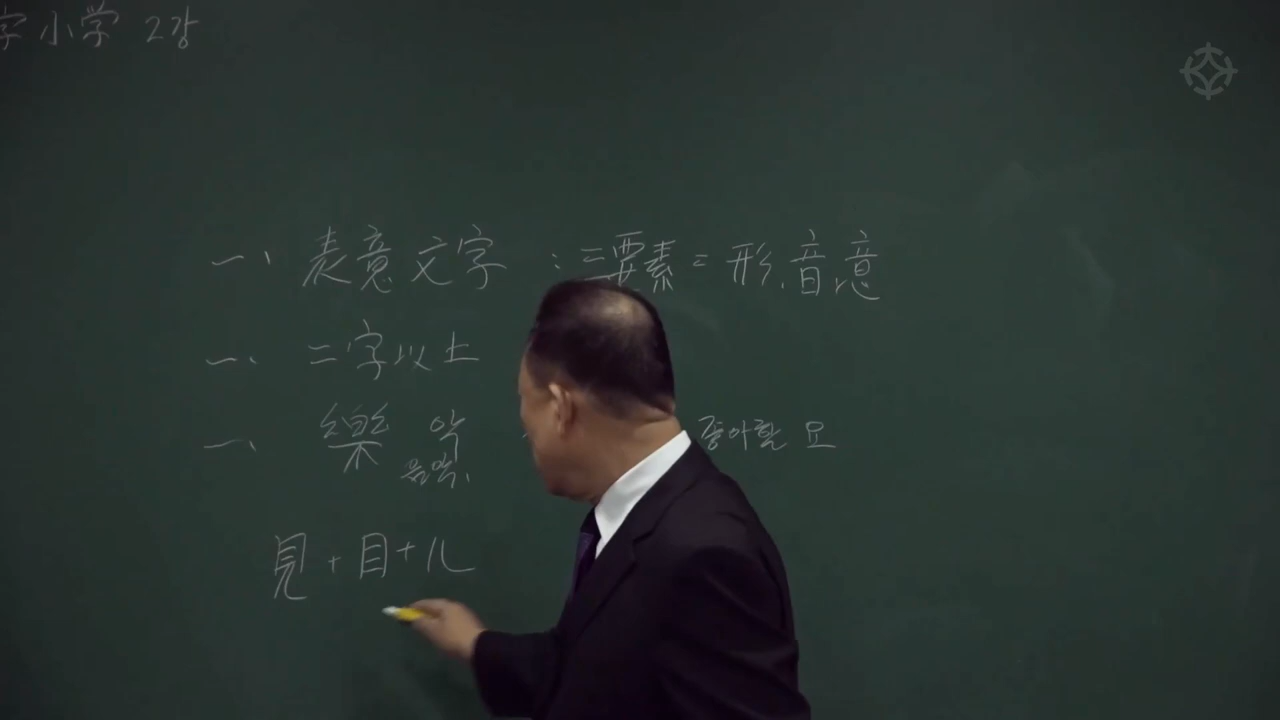 字小学 2강
一、 表意文字 : 三要素 = 形、音、意
一、 二字以上
一、 樂 악 좋아할 요
음악、
見 + 目 + 儿